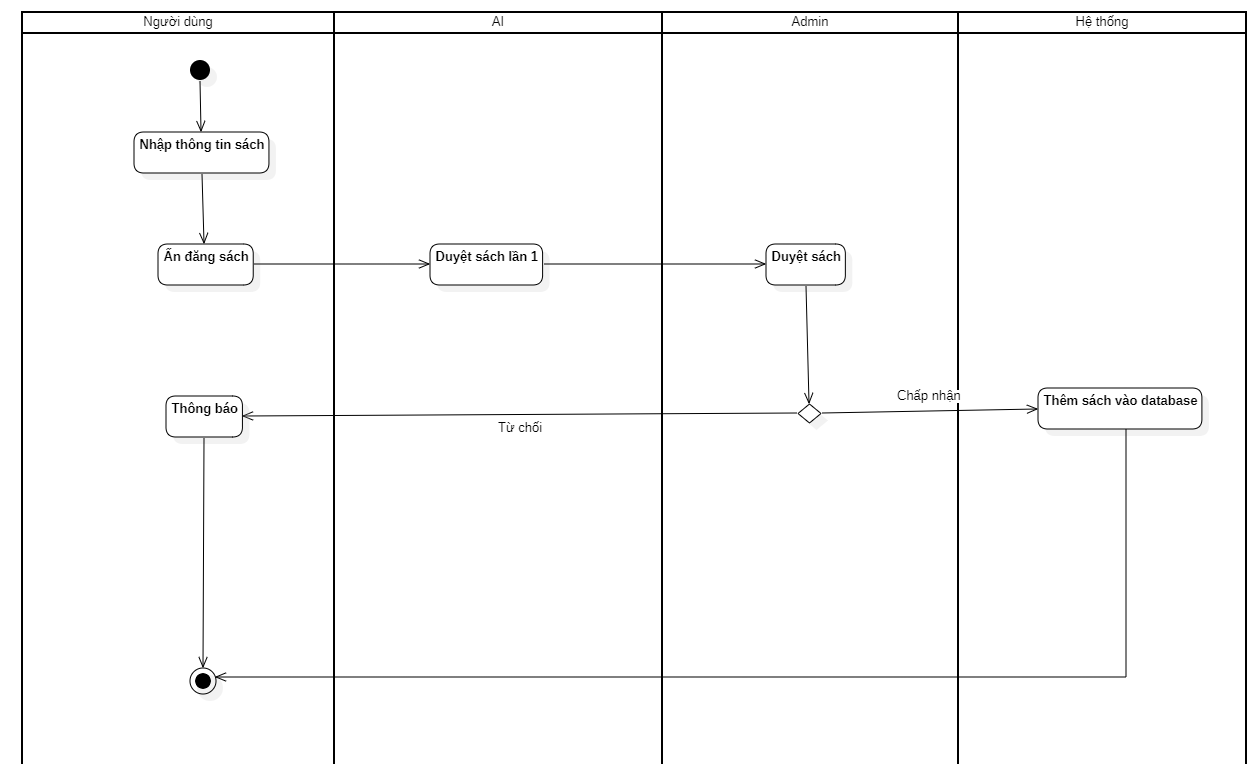 Người dùng
AI
Admin
Hệ thống
Nhập thông tin sách
Ấn đăng sách
Duyệt sách lần 1
Duyệt sách
Chấp nhận
Thêm sách vào database
Thông báo
Từ chối